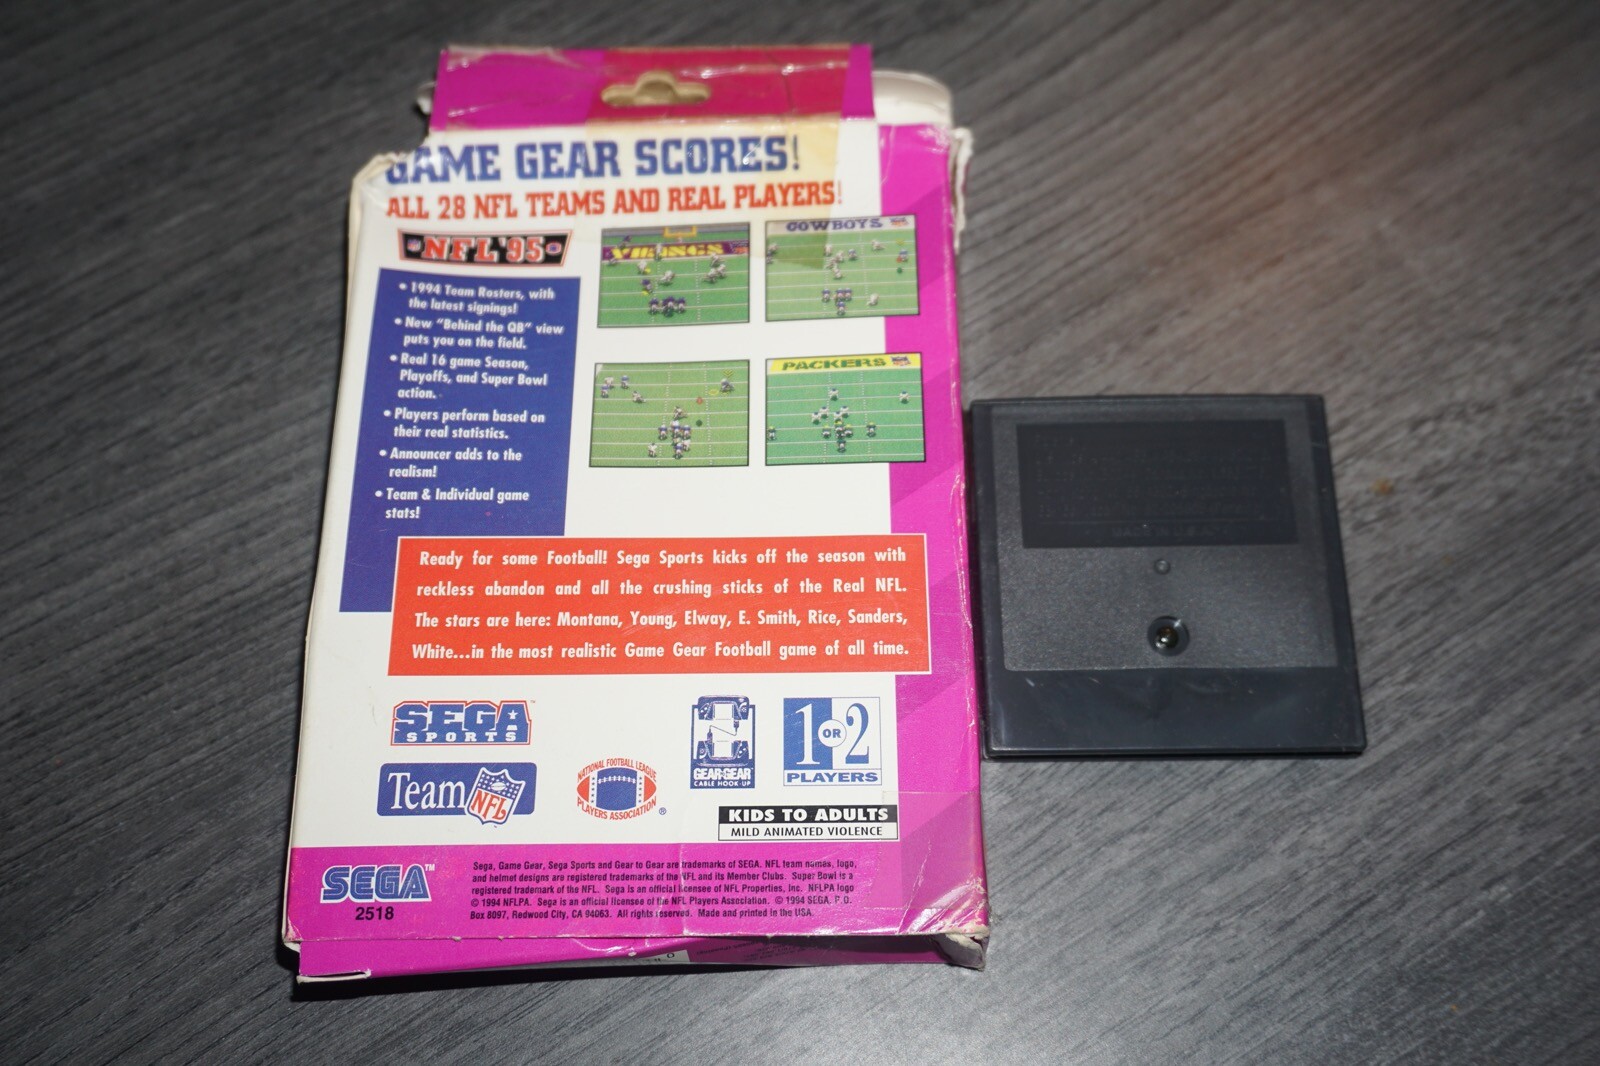 GAME GEAR SCORES!
ALL 28 NFL TEAMS AND REAL PLAYERS!
NFL '95
• 1994 Team Rosters, with
the latest signings!
• New "Behind the QB" view
puts you on the field.
• Real 16 game Season,
Playoffs, and Super Bowl
action.
• Players perform based on
their real statistics.
• Announcer adds to the
realism!
• Team & Individual game
stats!
VIKINGS
COWBOYS
PACKERS
Ready for some Football! Sega Sports kicks off the season with
reckless abandon and all the crushing sticks of the Real NFL.
The stars are here: Montana, Young, Elway, E. Smith, Rice, Sanders,
White...in the most realistic Game Gear Football game of all time.
SEGA
SPORTS
™
Team NFL
NATIONAL FOOTBALL LEAGUE
PLAYERS ASSOCIATION ®
GEAR GEAR
CABLE HOOK-UP
1 OR 2
PLAYERS
KIDS TO ADULTS
MILD ANIMATED VIOLENCE
SEGA™
2518
Sega, Game Gear, Sega Sports and Gear to Gear are trademarks of SEGA. NFL team names, logo,
and helmet designs are registered trademarks of the NFL and its Member Clubs. Super Bowl is a
registered trademark of the NFL. Sega is an official licensee of NFL Properties, Inc. NFLPA logo
© 1994 NFLPA. Sega is an official licensee of the NFL Players Association. © 1994 SEGA. P.O.
Box 8097, Redwood City, CA 94063. All rights reserved. Made and printed in the USA.